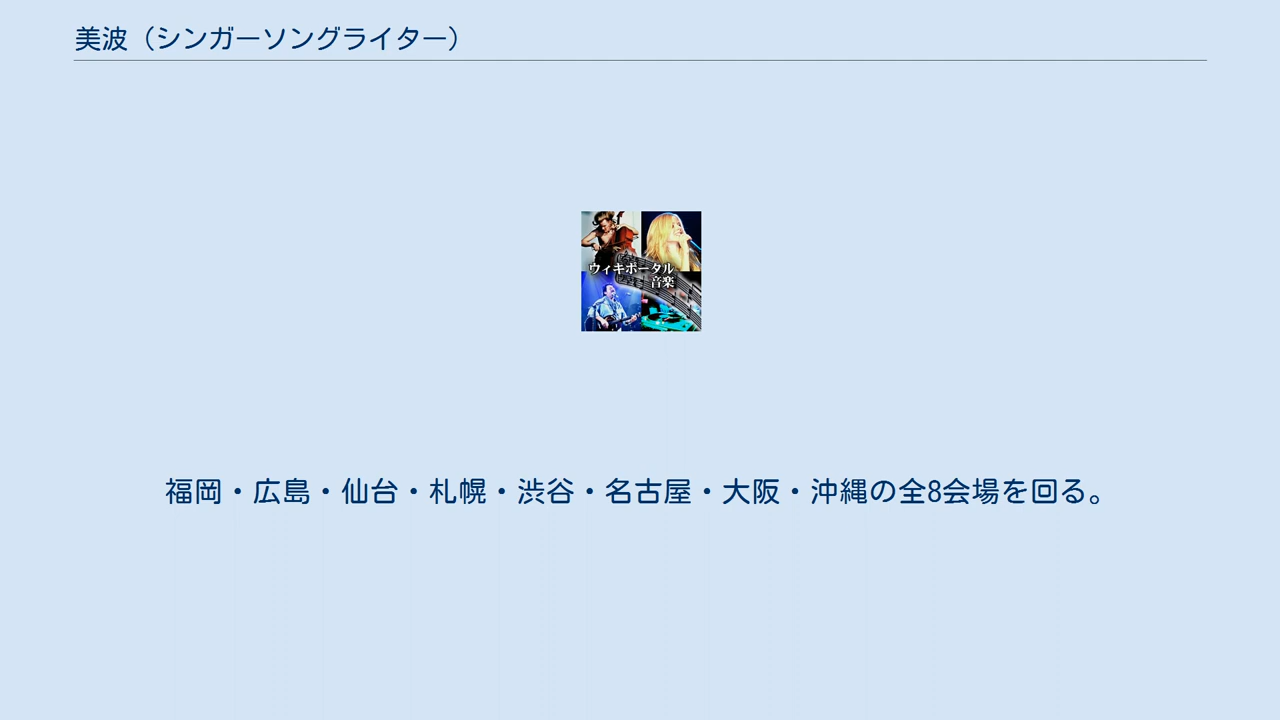 美波（シンガーソングライター）
ウィキポータル
音楽
福岡・広島・仙台・札幌・渋谷・名古屋・大阪・沖縄の全8会場を回る。